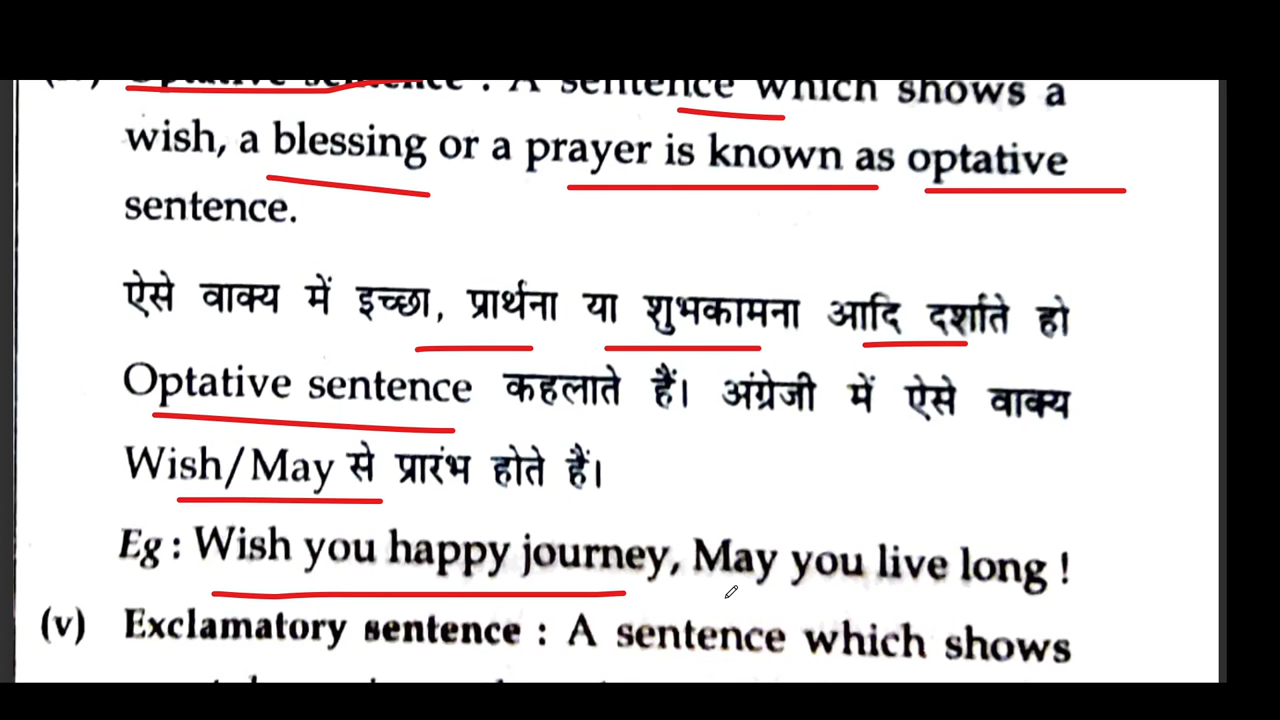 Optative sentence : A sentence which shows a
wish, a blessing or a prayer is known as optative
sentence.
ऐसे वाक्य में इच्छा, प्रार्थना या शुभकामना आदि दर्शाते हो
Optative sentence कहलाते हैं। अंग्रेजी में ऐसे वाक्य
Wish/May से प्रारंभ होते हैं।
Eg : Wish you happy journey, May you live long !
(v) Exclamatory sentence : A sentence which shows